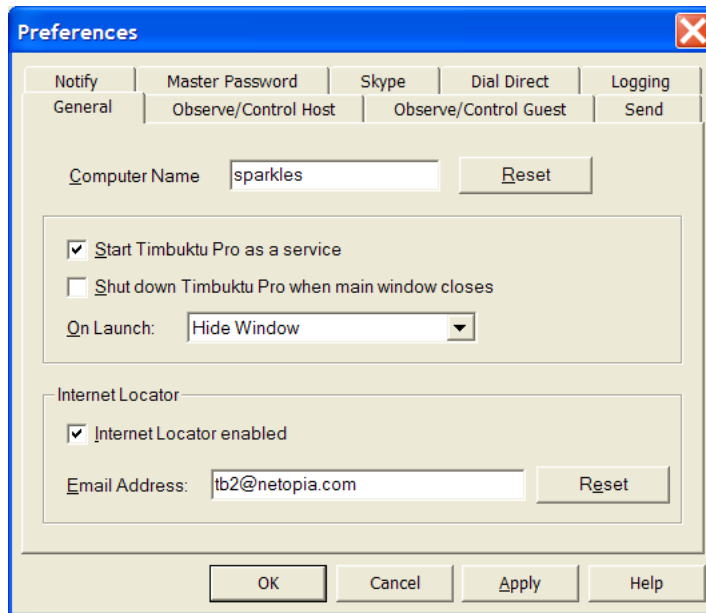 Preferences
Notify Master Password Skype Dial Direct Logging
General Observe/Control Host Observe/Control Guest Send
Computer Name sparkles Reset
Start Timbuktu Pro as a service
Shut down Timbuktu Pro when main window closes
On Launch: Hide Window
Internet Locator
Internet Locator enabled
Email Address: tb2@netopia.com Reset
OK Cancel Apply Help